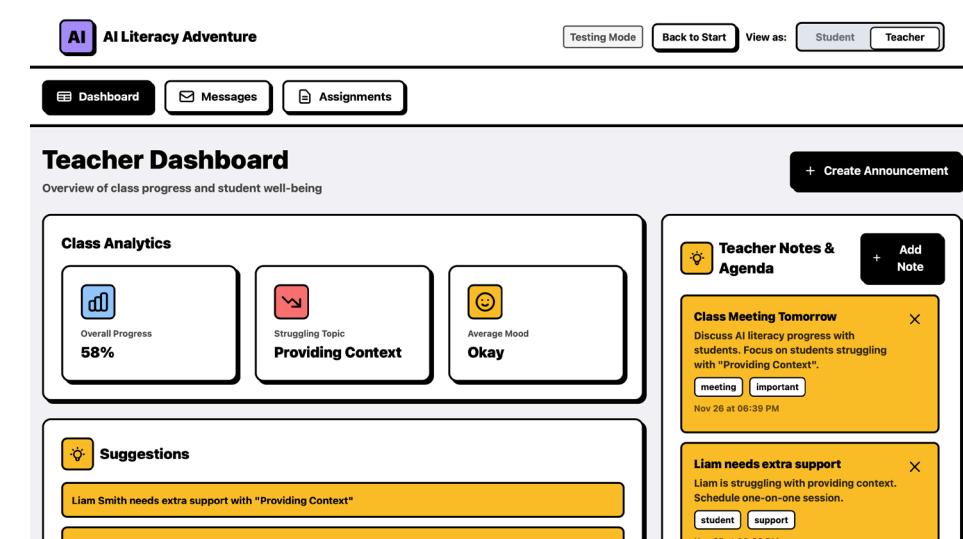 AI
AI Literacy Adventure
Testing Mode
Back to Start
View as:
Student
Teacher
Dashboard
Messages
Assignments
Teacher Dashboard
Overview of class progress and student well-being
+ Create Announcement
Class Analytics
Overall Progress
58%
Struggling Topic
Providing Context
Average Mood
Okay
Suggestions
Liam Smith needs extra support with "Providing Context"
Teacher Notes &
Agenda
+ Add
Note
Class Meeting Tomorrow
Discuss AI literacy progress with
students. Focus on students struggling
with "Providing Context".
meeting
important
Nov 26 at 06:39 PM
Liam needs extra support
Liam is struggling with providing context.
Schedule one-on-one session.
student
support